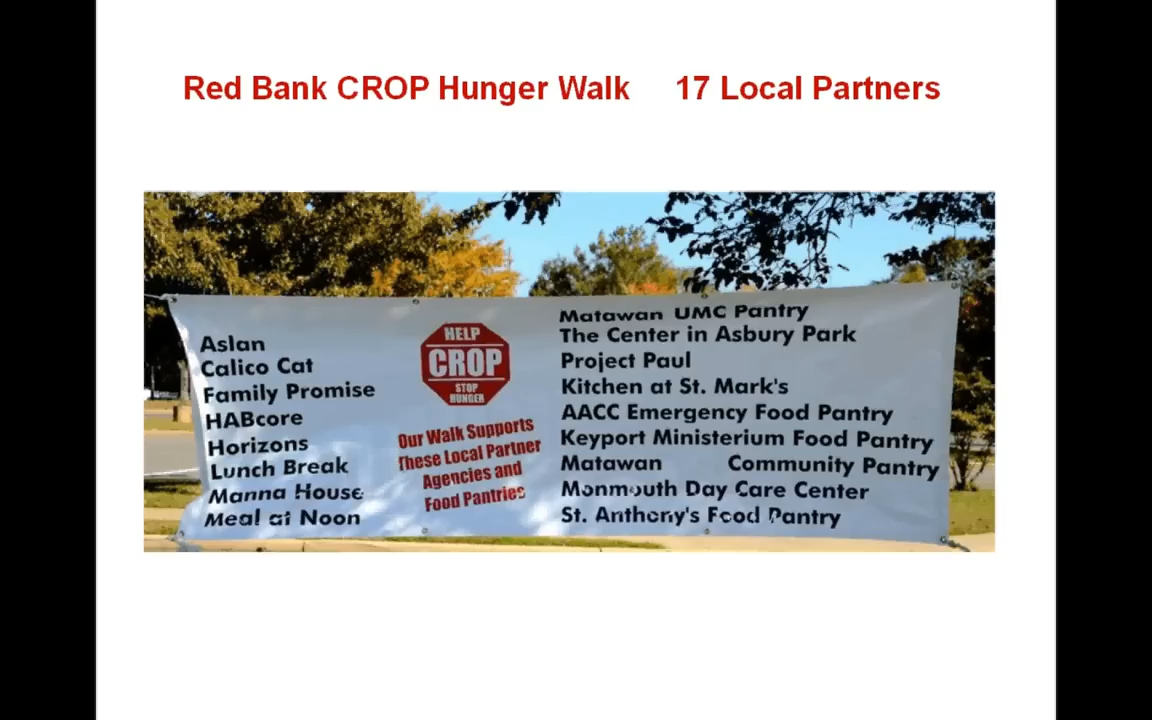 Red Bank CROP Hunger Walk 17 Local Partners
Aslan
Calico Cat
Family Promise
HABcore
Horizons
Lunch Break
Manna House
Meal at Noon
HELP
CROP
STOP
HUNGER
Our Walk Supports
These Local Partner
Agencies and
Food Pantries
Matawan UMC Pantry
The Center in Asbury Park
Project Paul
Kitchen at St. Mark's
AACC Emergency Food Pantry
Keyport Ministerium Food Pantry
Matawan Community Pantry
Monmouth Day Care Center
St. Anthony's Food Pantry